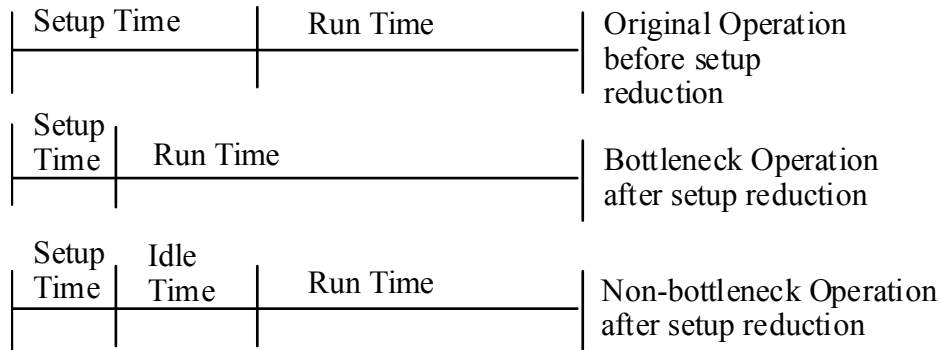 Setup Time
Run Time
Original Operation
before setup
reduction
Setup
Time
Run Time
Bottleneck Operation
after setup reduction
Setup
Time
Idle
Time
Run Time
Non-bottleneck Operation
after setup reduction